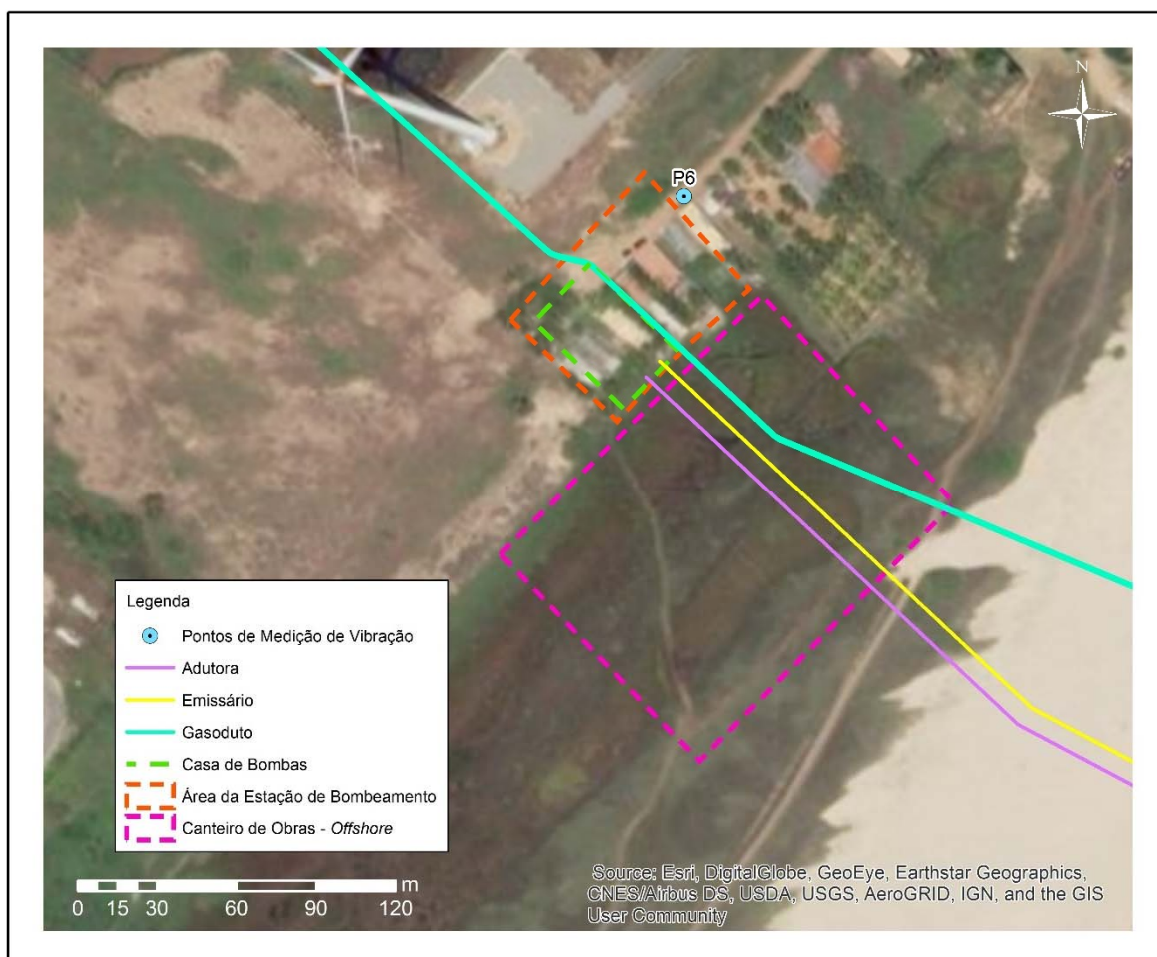 N
P6
Legenda
Pontos de Medição de Vibração
Adutora
Emissário
Gasoduto
Casa de Bombas
Área da Estação de Bombeamento
Canteiro de Obras - Offshore
m
0 15 30 60 90 120
Source: Esri, DigitalGlobe, GeoEye, Earthstar Geographics,
CNES/Airbus DS, USDA, USGS, AeroGRID, IGN, and the GIS
User Community